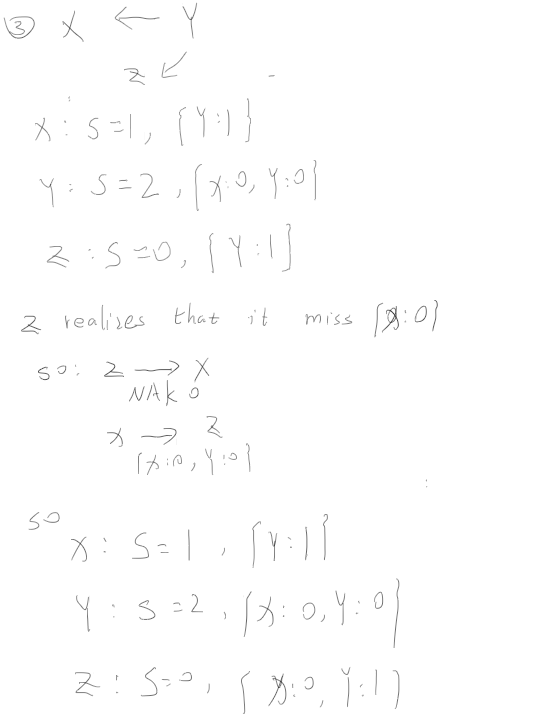 ③ X ← Y
Z ↙
X : S=1, {Y:1}
Y : S=2, {X:0, Y:0}
Z : S=0, {Y:1}
Z realizes that it miss {X:0}
so: Z → X
NAK 0
X → Z
{X:0, Y:0}
so
X : S=1, {Y:1}
Y : S=2, {X:0, Y:0}
Z : S=0, {X:0, Y:1}